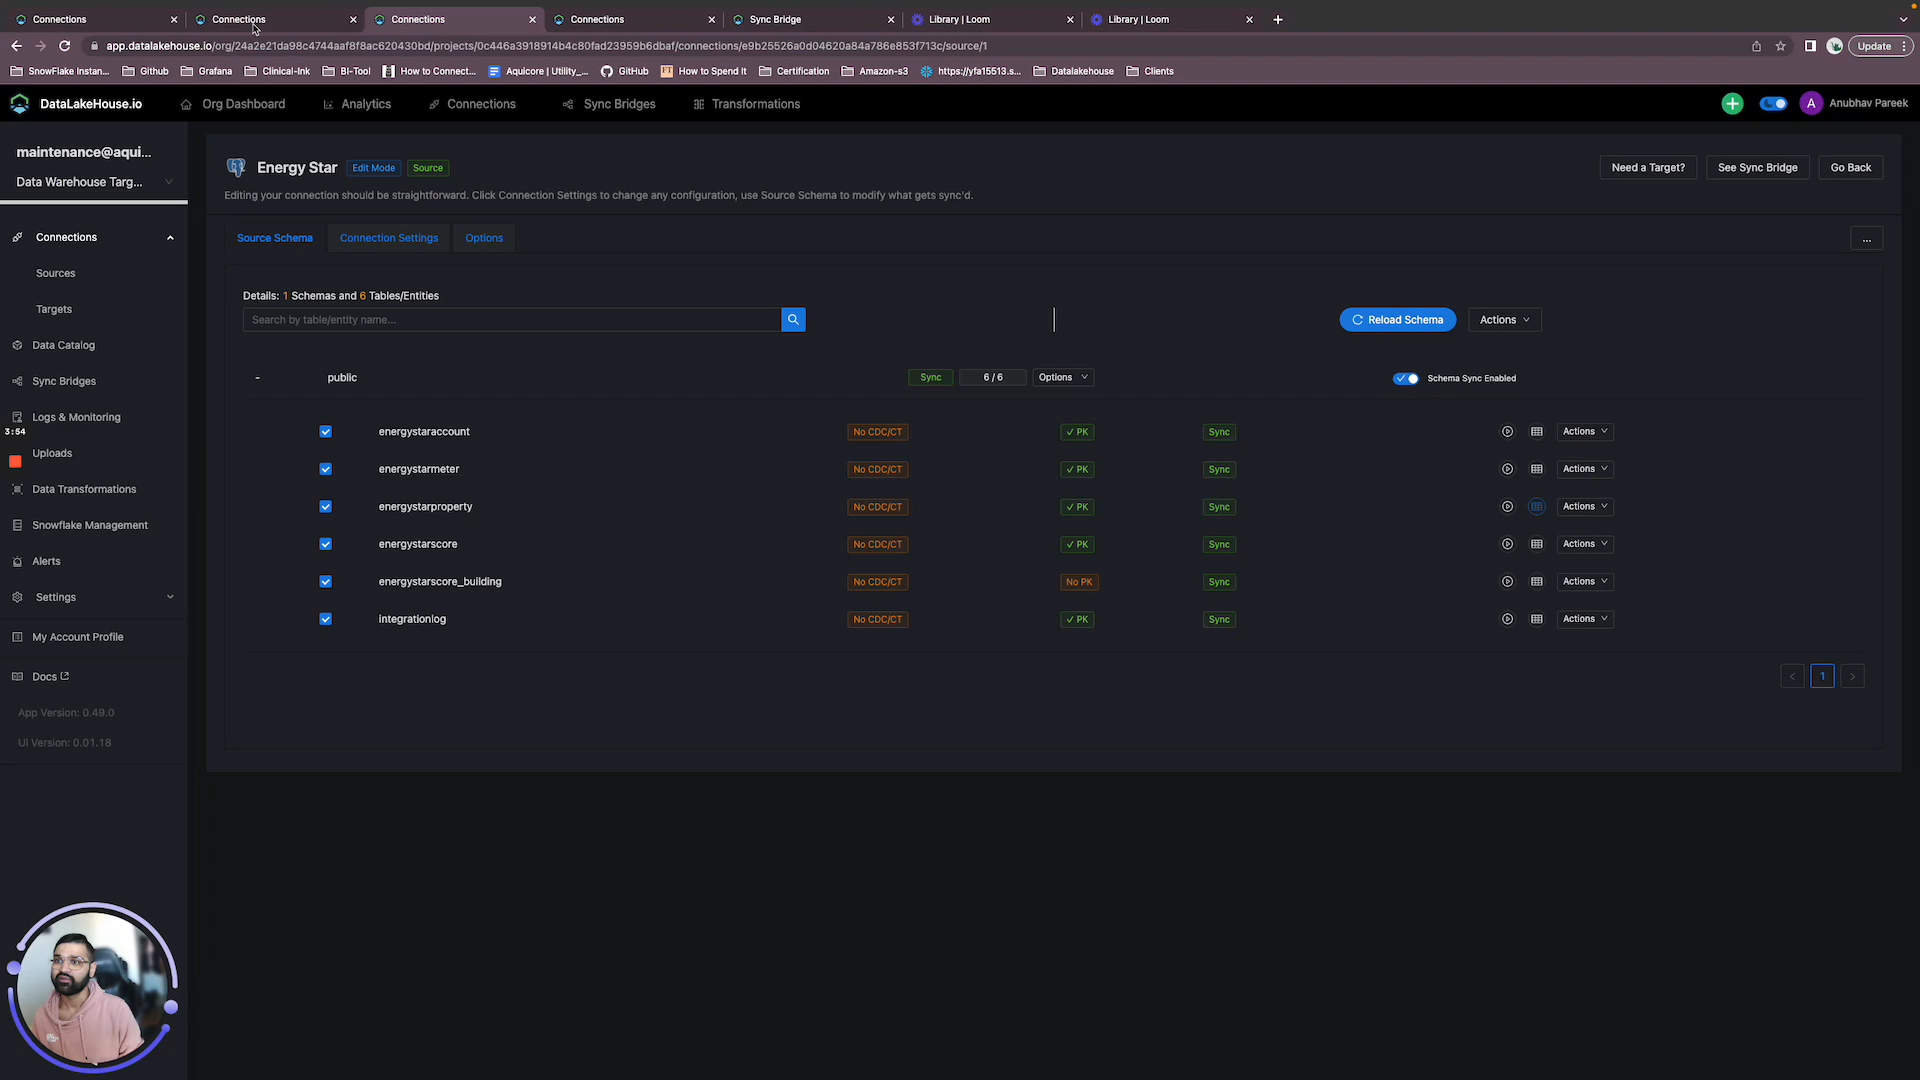 Connections
Connections
Connections
Connections
Sync Bridge
Library | Loom
Library | Loom
app.datalakehouse.io/org/24a2e21da98c4744aaf8f8ac620430bd/projects/0c446a3918914b4c80fad23959b6dbaf/connections/e9b25526a0d04620a84a786e853f713c/source/1
Update
SnowFlake Instan...
Github
Grafana
Clinical-Ink
BI-Tool
How to Connect...
Aquicore | Utility_...
GitHub
FT
How to Spend It
Certification
Amazon-s3
https://yfa15513.s...
Datalakehouse
Clients
DataLakeHouse.io
Org Dashboard
Analytics
Connections
Sync Bridges
Transformations
A
Anubhav Pareek
maintenance@aqui...
Data Warehouse Targ...
Connections
Sources
Targets
Data Catalog
Sync Bridges
Logs & Monitoring
3:54
Uploads
Data Transformations
Snowflake Management
Alerts
Settings
My Account Profile
Docs
App Version: 0.49.0
UI Version: 0.01.18
Energy Star
Edit Mode
Source
Need a Target?
See Sync Bridge
Go Back
Editing your connection should be straightforward. Click Connection Settings to change any configuration, use Source Schema to modify what gets sync'd.
Source Schema
Connection Settings
Options
...
Details: 1 Schemas and 6 Tables/Entities
Search by table/entity name...
Reload Schema
Actions
- public
Sync
6 / 6
Options
Schema Sync Enabled
energystaraccount No CDC/CT ✓ PK Sync Actions
energystarmeter No CDC/CT ✓ PK Sync Actions
energystarproperty No CDC/CT ✓ PK Sync Actions
energystarscore No CDC/CT ✓ PK Sync Actions
energystarscore_building No CDC/CT No PK Sync Actions
integrationlog No CDC/CT ✓ PK Sync Actions
< 1 >